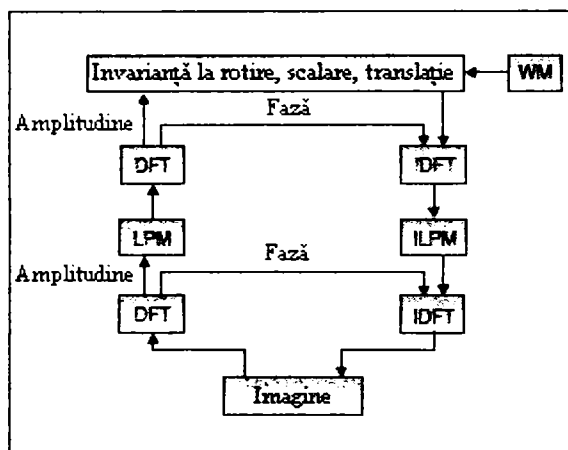 Invarianță la rotire, scalare, translație
WM
Amplitudine
Fază
DFT
IDFT
LPM
ILPM
Amplitudine
Fază
DFT
IDFT
Imagine